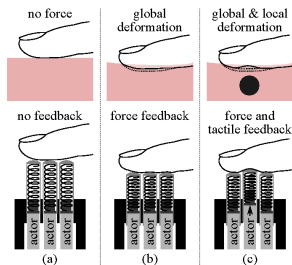 no force
global
deformation
global & local
deformation
no feedback
force feedback
force and
tactile feedback
actor actor actor
actor actor actor
actor actor actor
(a)
(b)
(c)